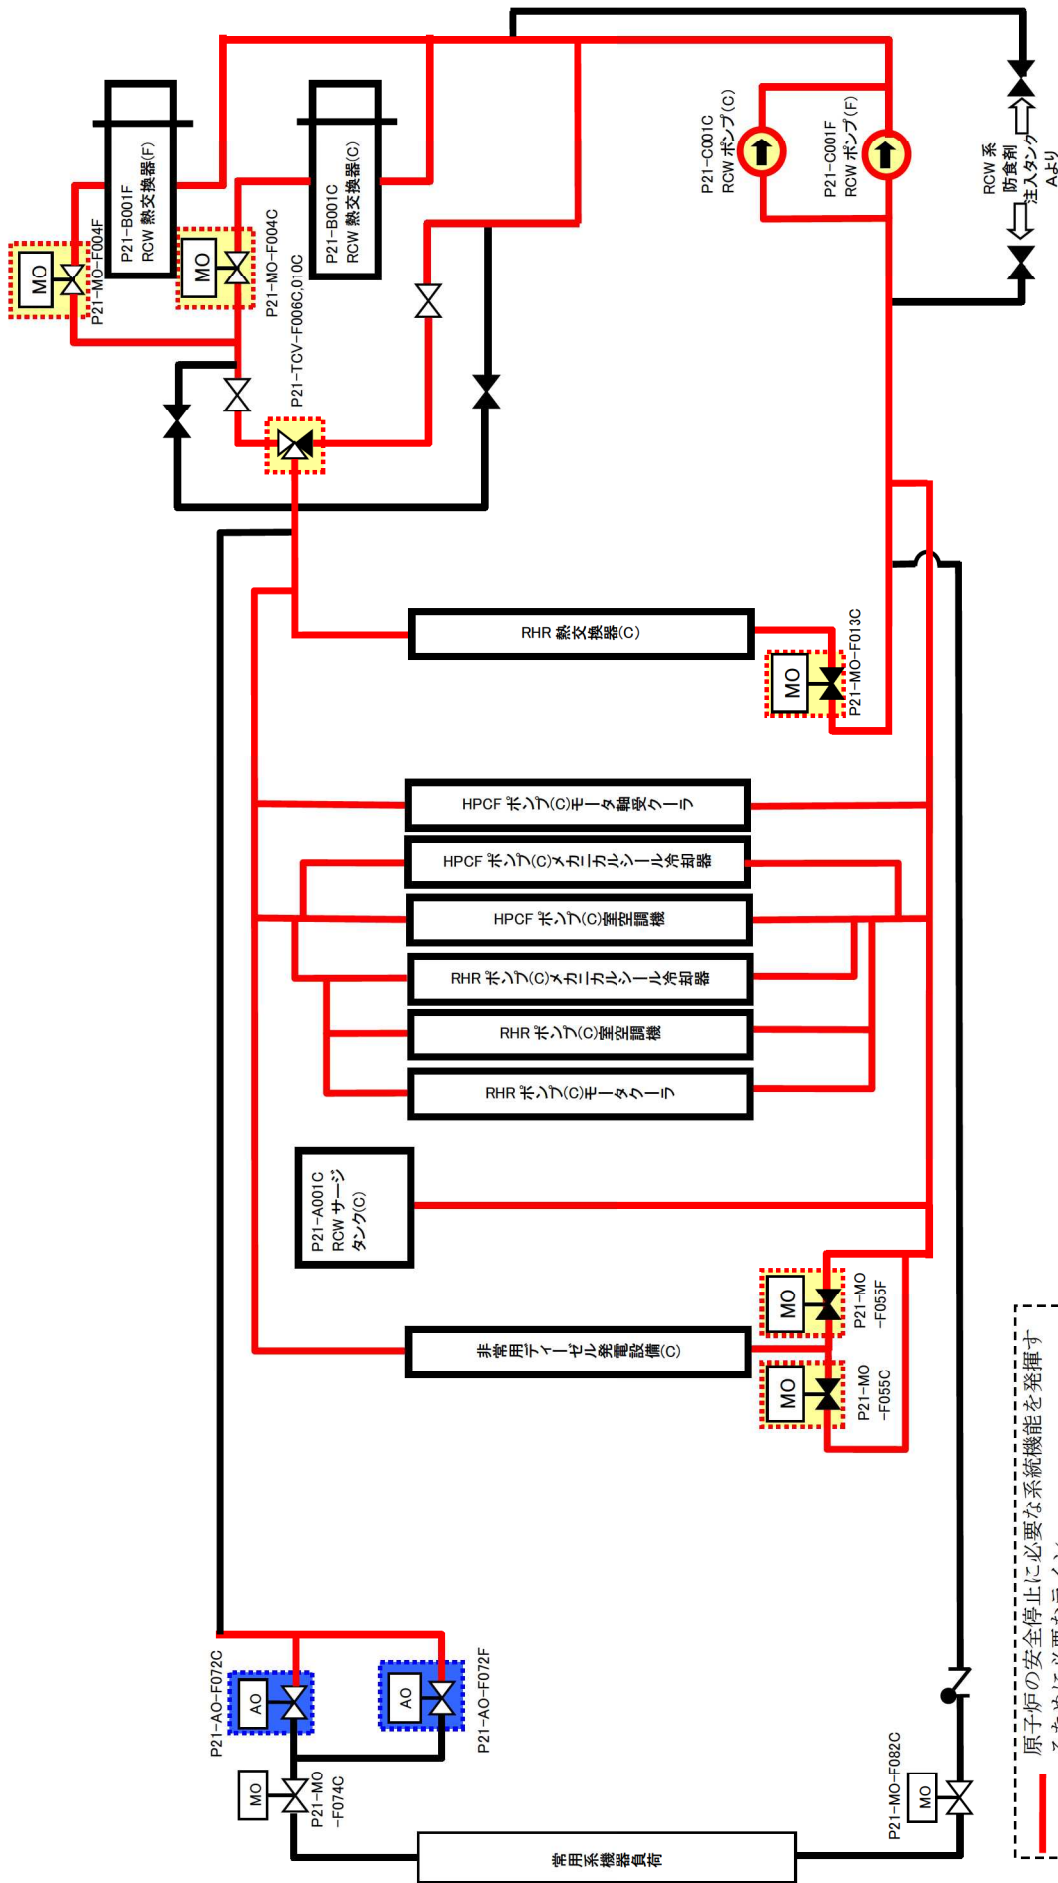 MO
P21-MO-F004F
P21-B001F
RCW 熱交換器(F)
MO
P21-MO-F004C
P21-B001C
RCW 熱交換器(C)
P21-TCV-F006C,010C
P21-C001C
RCW ポンプ(C)
P21-C001F
RCW ポンプ(F)
RCW 系
防食剤
注入タンク
Aより
RHR 熱交換器(C)
MO
P21-MO-F013C
HPCF ポンプ(C)モータ軸受クーラ
HPCF ポンプ(C)メカニカルシール冷却器
HPCF ポンプ(C)室空調機
RHR ポンプ(C)メカニカルシール冷却器
RHR ポンプ(C)室空調機
RHR ポンプ(C)モータクーラ
P21-A001C
RCW サージ
タンク(C)
MO
P21-MO
-F055F
非常用ディーゼル発電設備(C)
MO
P21-MO
-F055C
P21-AO-F072C
AO
AO
P21-AO-F072F
MO
P21-MO
-F074C
P21-MO-F082C
MO
常用系機器負荷
原子炉の安全停止に必要な系統機能を発揮す
るために必要なライン